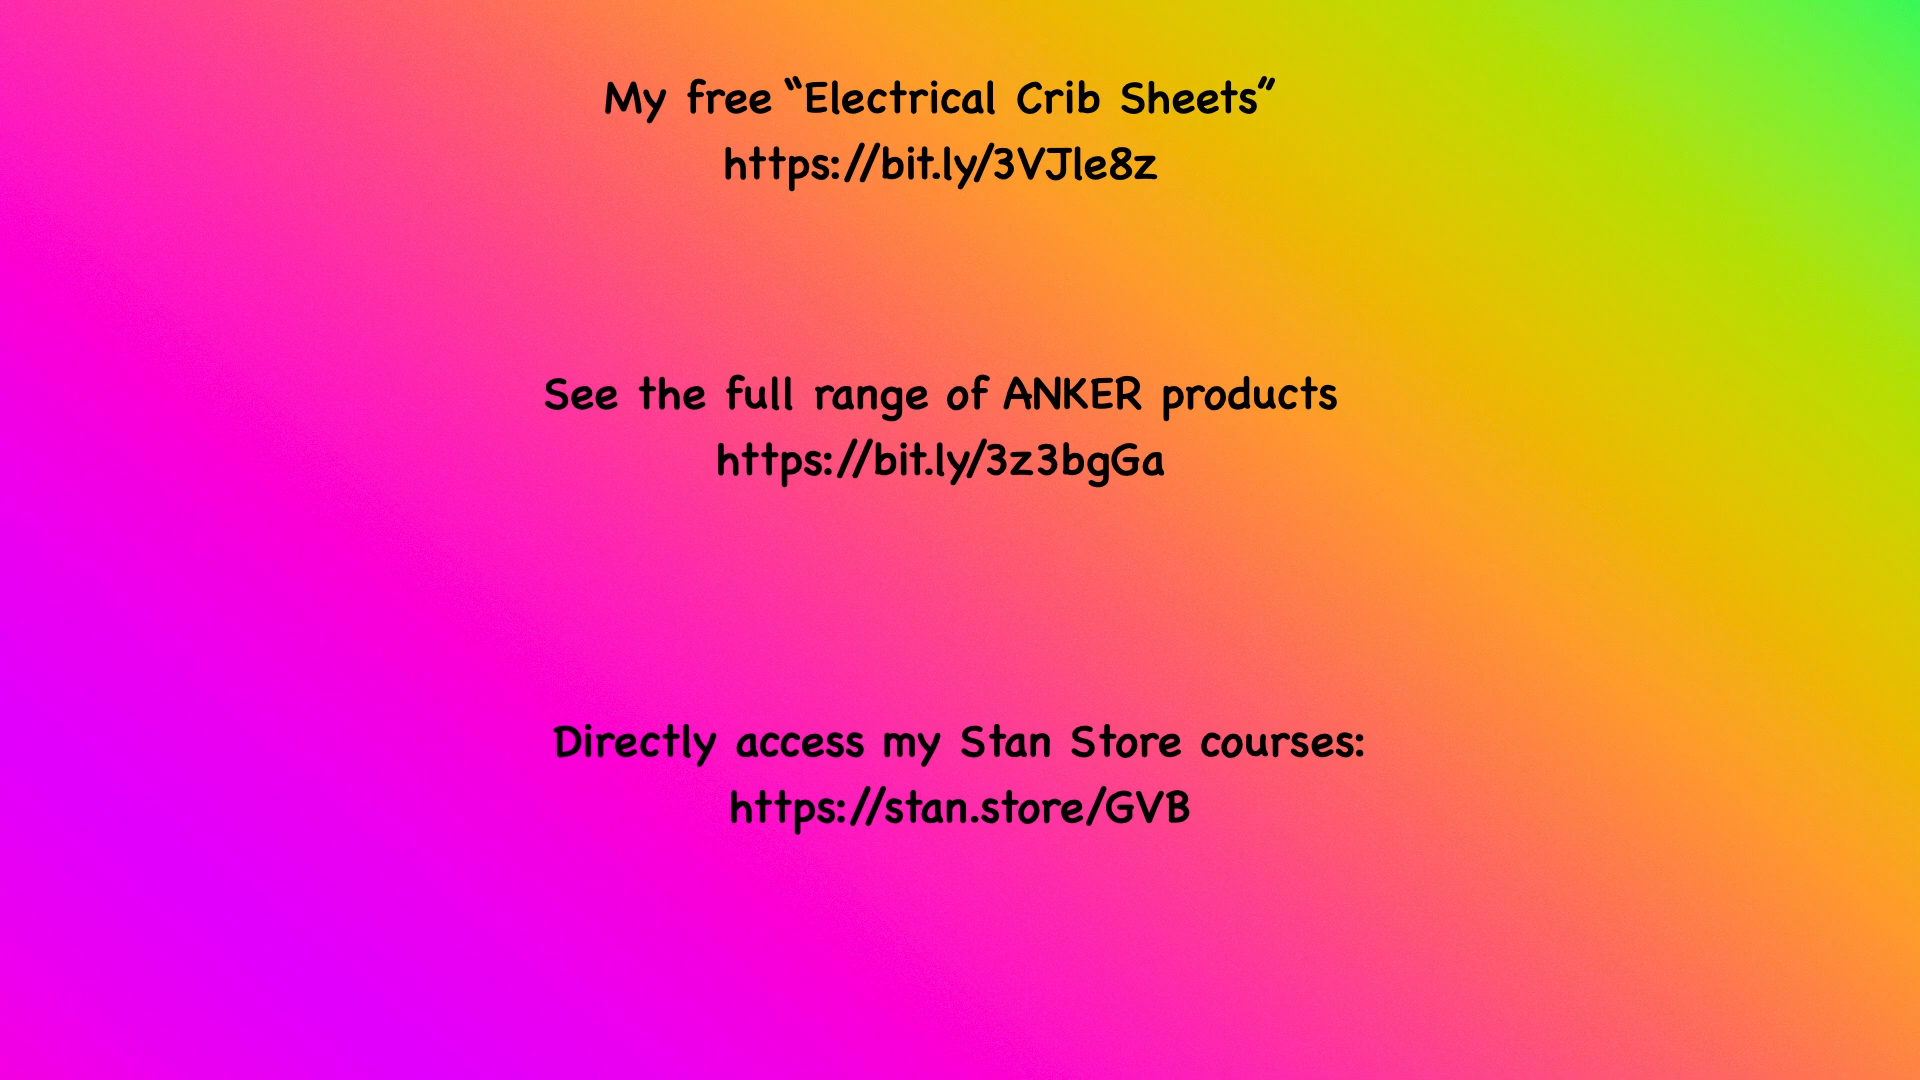 My free “Electrical Crib Sheets”
https://bit.ly/3VJle8z
See the full range of ANKER products
https://bit.ly/3z3bgGa
Directly access my Stan Store courses:
https://stan.store/GVB